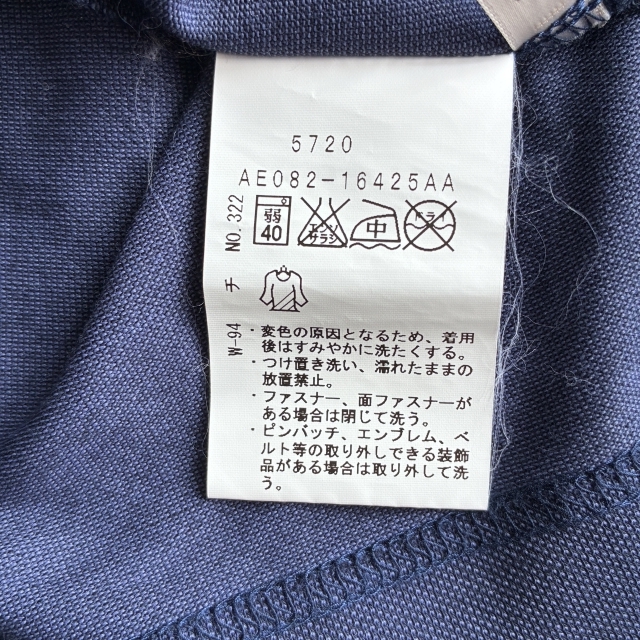 5720
AE082-16425AA
弱
40
エンソ
サラシ
中
ドライ
NO.322
チ
W-94
・変色の原因となるため、着用
後はすみやかに洗たくする。
・つけ置き洗い、濡れたままの
放置禁止。
・ファスナー、面ファスナーが
ある場合は閉じて洗う。
・ピンバッチ、エンブレム、ベ
ルト等の取り外しできる装飾
品がある場合は取り外して洗
う。